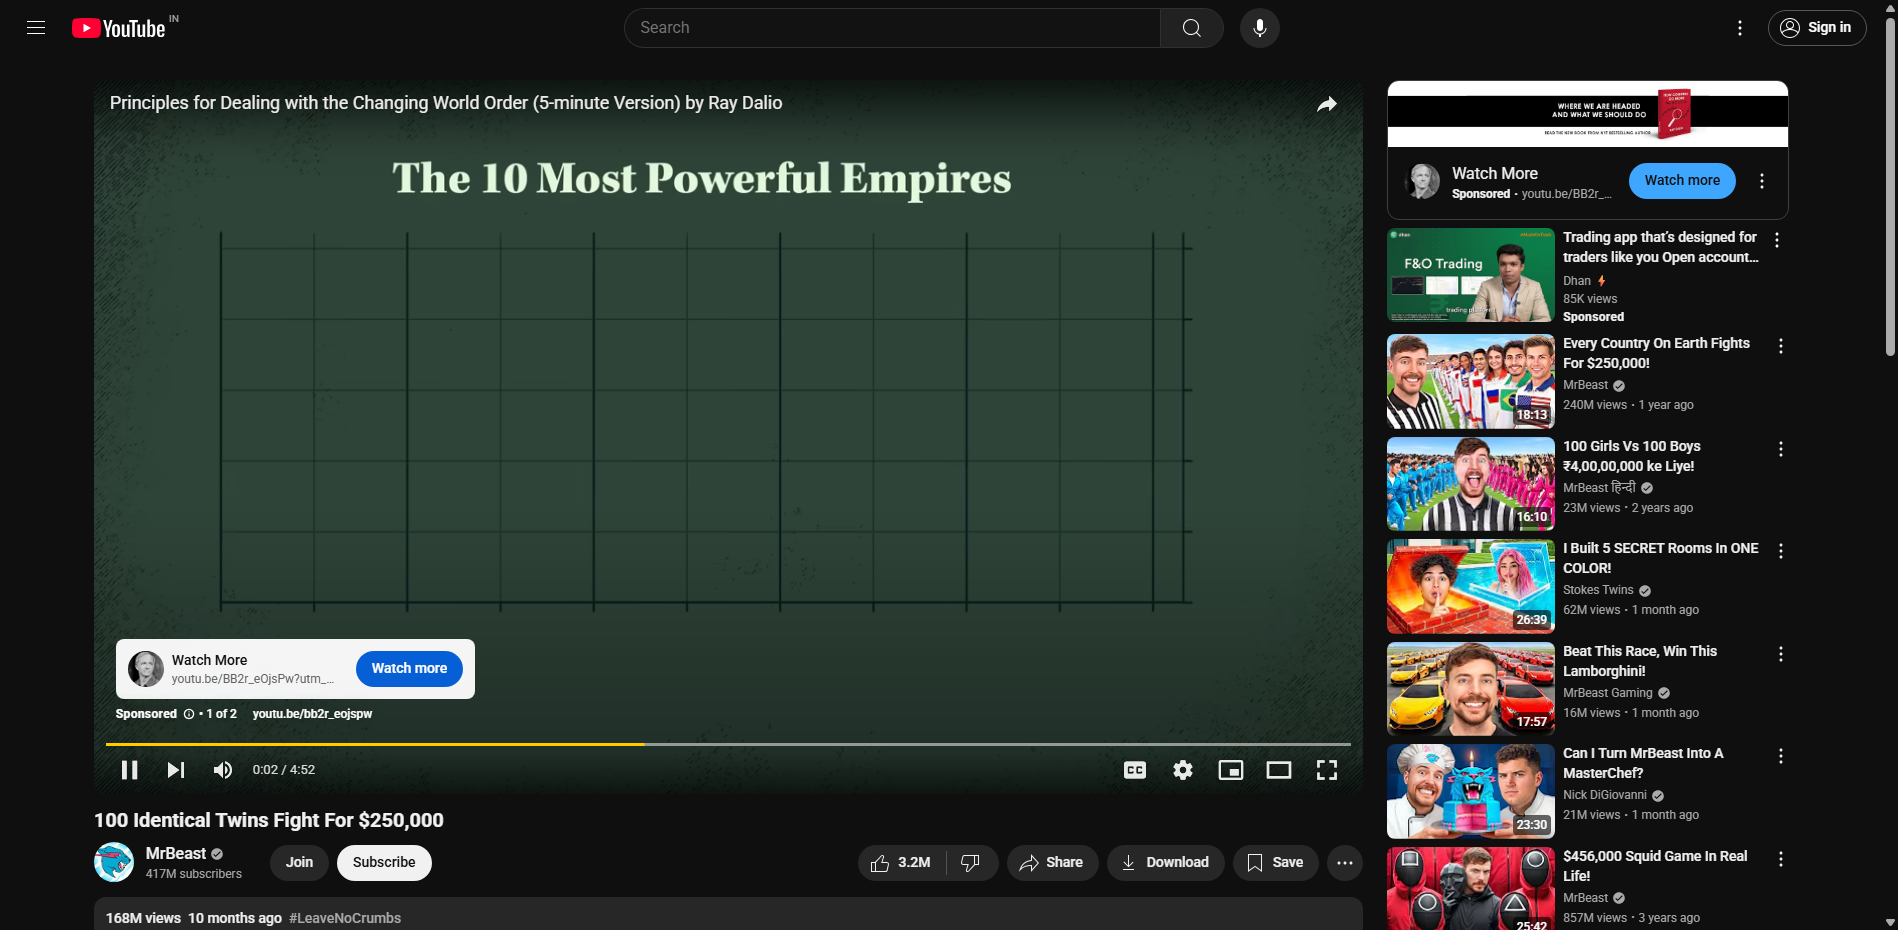 YouTube IN
Search
Sign in
Principles for Dealing with the Changing World Order (5-minute Version) by Ray Dalio
The 10 Most Powerful Empires
Watch More
youtu.be/BB2r_eOjsPw?utm_...
Watch more
Sponsored • 1 of 2 youtu.be/bb2r_eojspw
0:02 / 4:52
CC
100 Identical Twins Fight For $250,000
MrBeast
417M subscribers
Join
Subscribe
3.2M
Share
Download
Save
168M views 10 months ago #LeaveNoCrumbs
WHERE WE ARE HEADED
AND WHAT WE SHOULD DO
READ THE NEW BOOK FROM NYT BESTSELLING AUTHOR
Watch More
Sponsored • youtu.be/BB2r_...
Watch more
dhan
F&O Trading
Trading app that's designed for
traders like you Open account...
Dhan
85K views
Sponsored
18:13
Every Country On Earth Fights
For $250,000!
MrBeast
240M views • 1 year ago
16:10
100 Girls Vs 100 Boys
₹4,00,00,000 ke Liye!
MrBeast हिन्दी
23M views • 2 years ago
26:39
I Built 5 SECRET Rooms In ONE
COLOR!
Stokes Twins
62M views • 1 month ago
17:57
Beat This Race, Win This
Lamborghini!
MrBeast Gaming
16M views • 1 month ago
23:30
Can I Turn MrBeast Into A
MasterChef?
Nick DiGiovanni
21M views • 1 month ago
25:42
$456,000 Squid Game In Real
Life!
MrBeast
857M views • 3 years ago